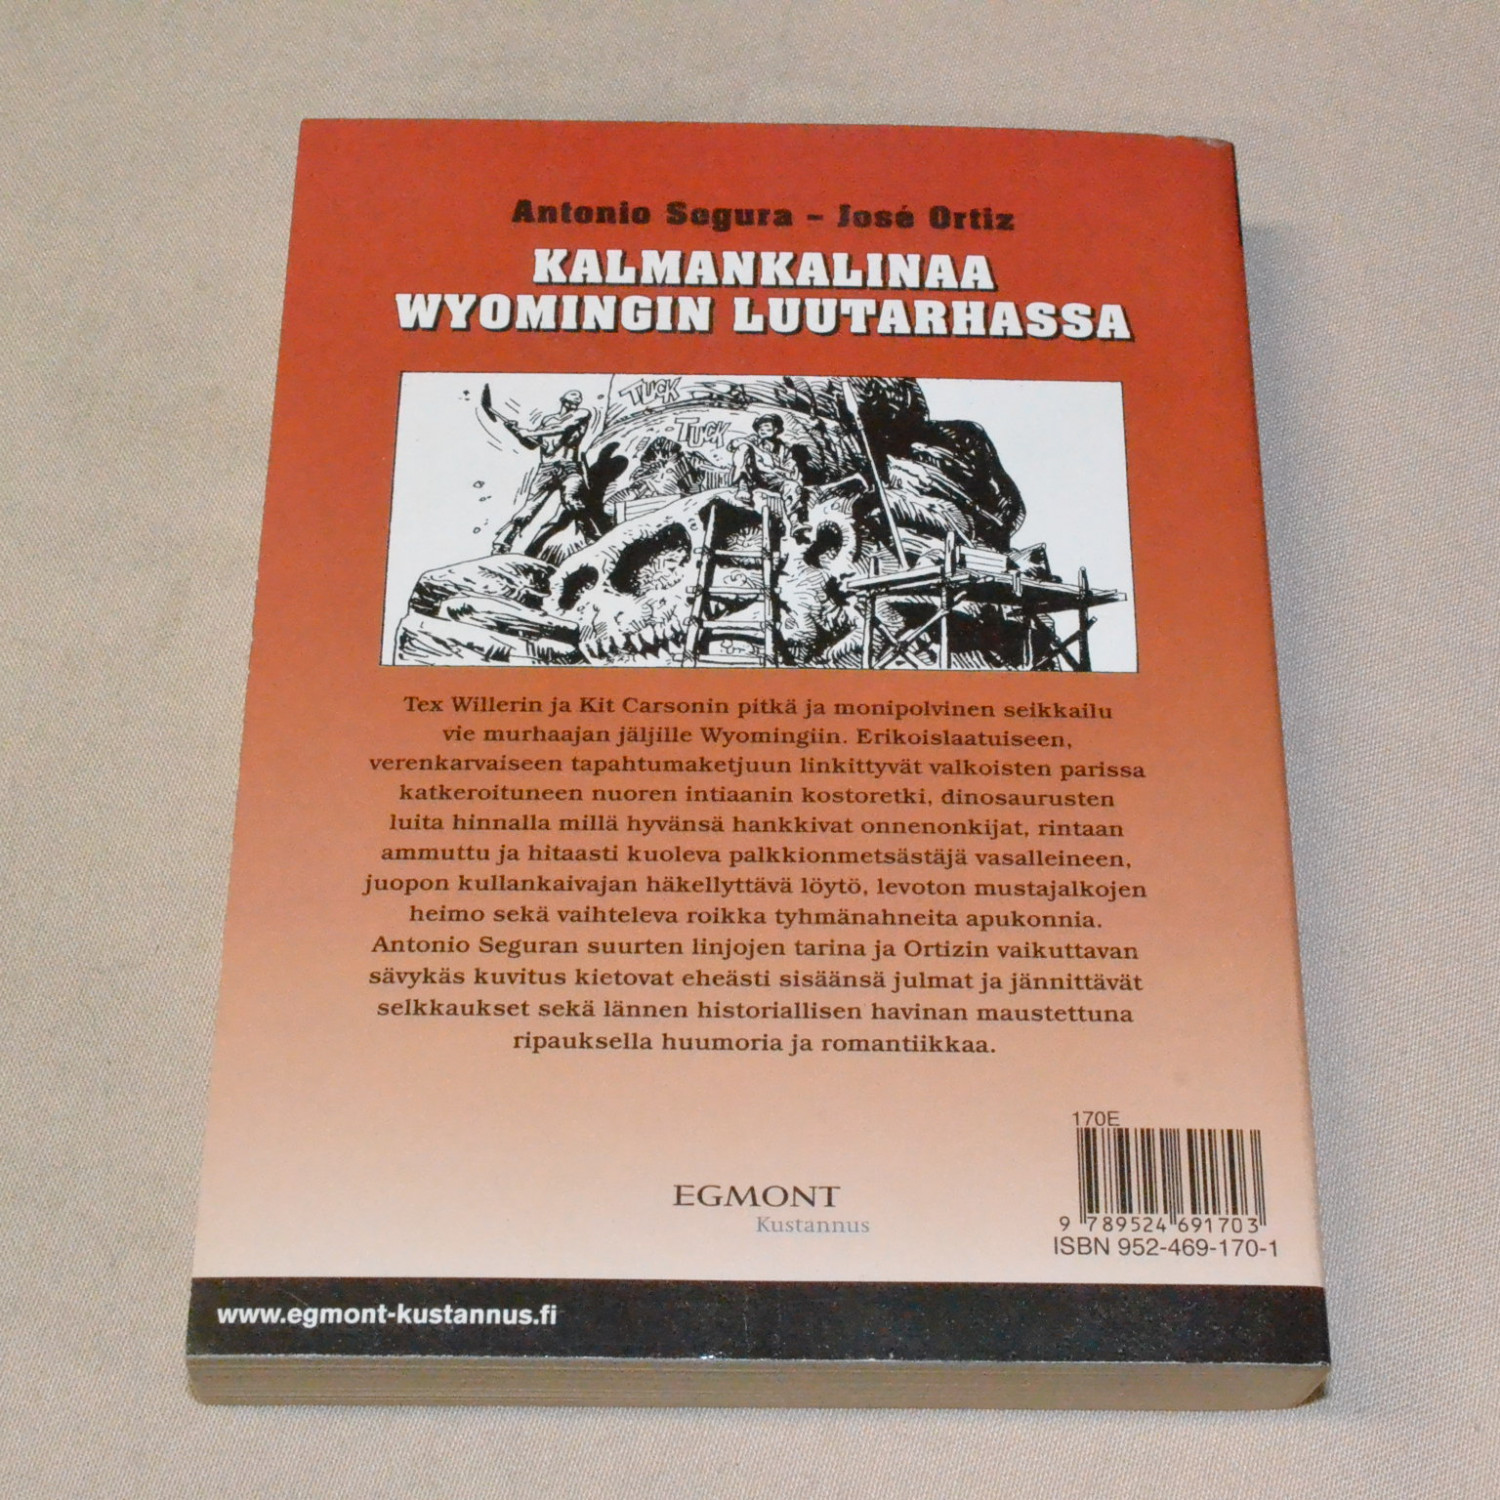 Antonio Segura – José Ortiz
KALMANKALINAA
WYOMINGIN LUUTARHASSA
TUCK
TUCK
Tex Willerin ja Kit Carsonin pitkä ja monipolvinen seikkailu
vie murhaajan jäljille Wyomingiin. Erikoislaatuiseen,
verenkarvaiseen tapahtumaketjuun linkittyvät valkoisten parissa
katkeroituneen nuoren intiaanin kostoretki, dinosaurusten
luita hinnalla millä hyvänsä hankkivat onnenonkijat, rintaan
ammuttu ja hitaasti kuoleva palkkionmetsästäjä vasalleineen,
juopon kullankaivajan häkellyttävä löytö, levoton mustajalkojen
heimo sekä vaihteleva roikka tyhmänahneita apukonnia.
Antonio Seguran suurten linjojen tarina ja Ortizin vaikuttavan
sävykäs kuvitus kietovat eheästi sisäänsä julmat ja jännittävät
selkkaukset sekä lännen historiallisen havinan maustettuna
ripauksella huumoria ja romantiikkaa.
170E
9 789524 691703
ISBN 952-469-170-1
EGMONT
Kustannus
www.egmont-kustannus.fi